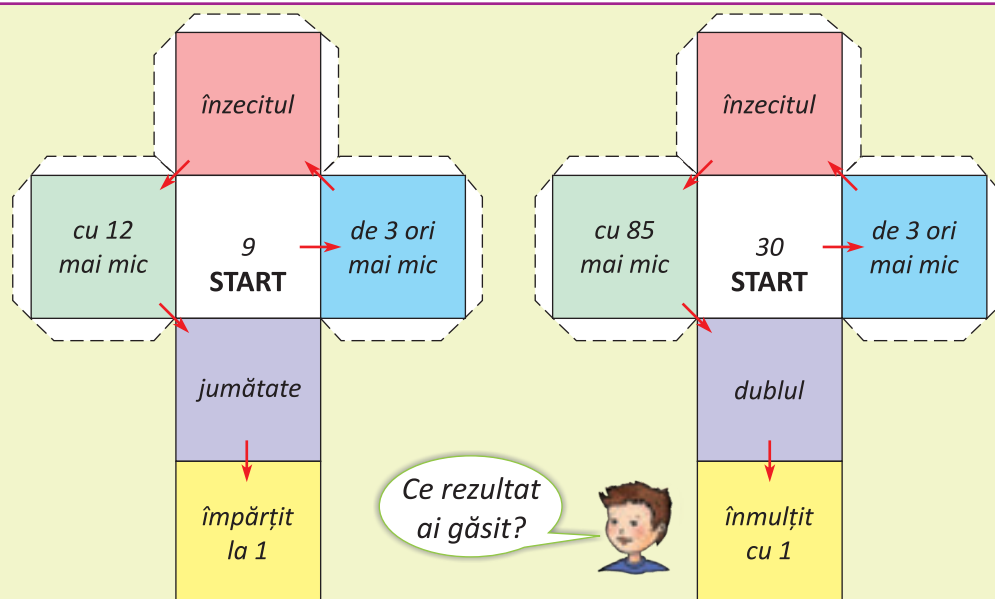 înzecitul
cu 12
mai mic
9
START
de 3 ori
mai mic
jumătate
împărțit
la 1
înzecitul
cu 85
mai mic
30
START
de 3 ori
mai mic
dublul
înmulțit
cu 1
Ce rezultat
ai găsit?